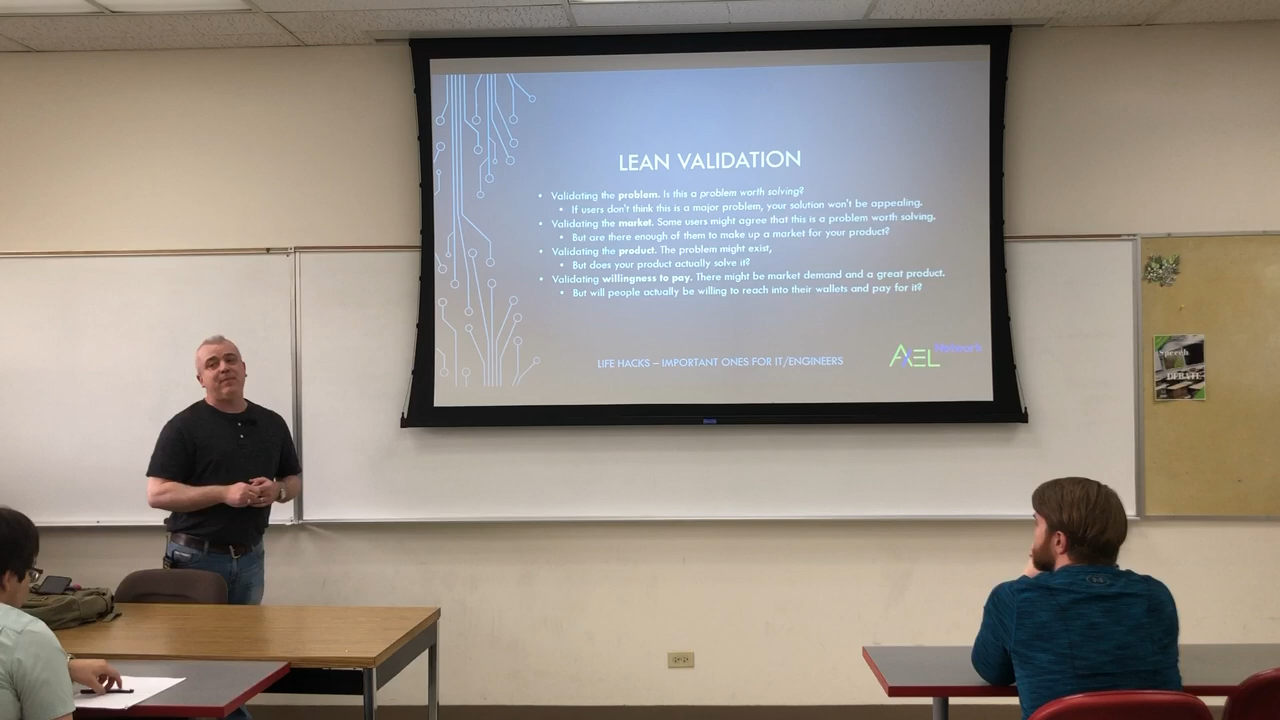 LEAN VALIDATION
• Validating the problem. Is this a problem worth solving?
• If users don't think this is a major problem, your solution won't be appealing.
• Validating the market. Some users might agree that this is a problem worth solving.
• But are there enough of them to make up a market for your product?
• Validating the product. The problem might exist,
• But does your product actually solve it?
• Validating willingness to pay. There might be market demand and a great product.
• But will people actually be willing to reach into their wallets and pay for it?
LIFE HACKS – IMPORTANT ONES FOR IT/ENGINEERS
AEL Network
Speech
DEBATE